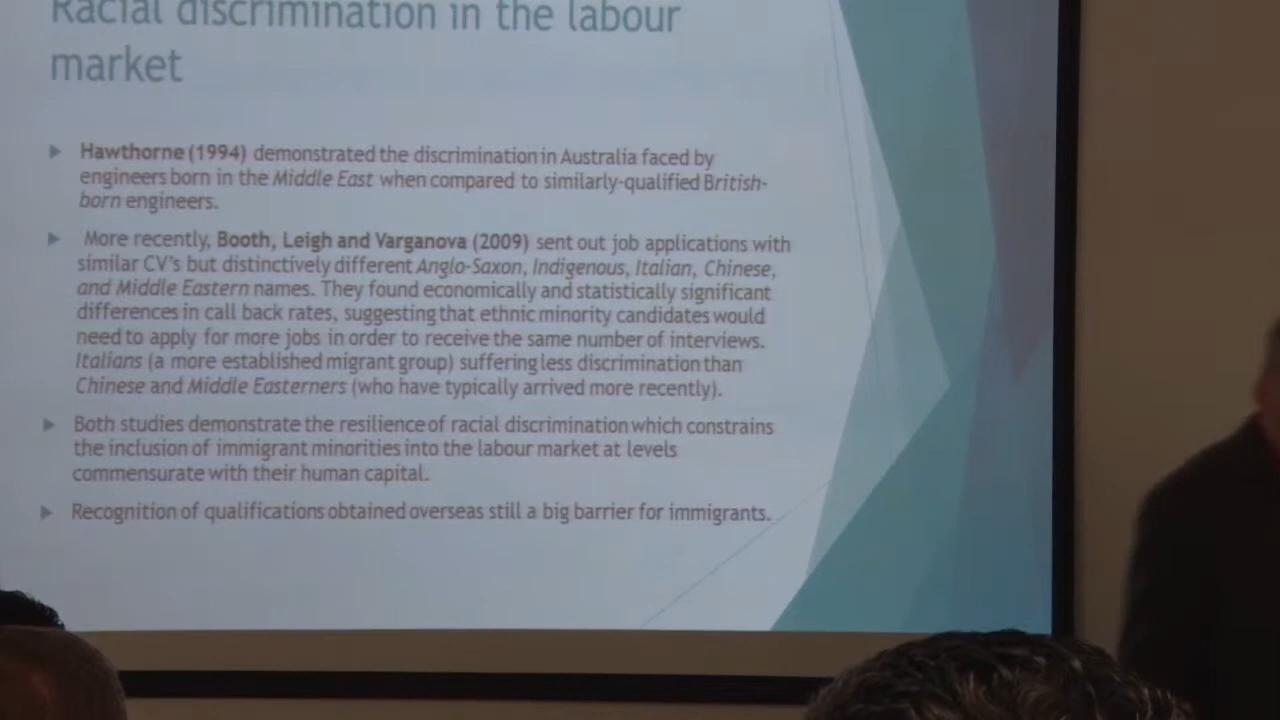 Racial discrimination in the labour
market
Hawthorne (1994) demonstrated the discrimination in Australia faced by
engineers born in the Middle East when compared to similarly-qualified British-
born engineers.
More recently, Booth, Leigh and Varganova (2009) sent out job applications with
similar CV's but distinctively different Anglo-Saxon, Indigenous, Italian, Chinese,
and Middle Eastern names. They found economically and statistically significant
differences in call back rates, suggesting that ethnic minority candidates would
need to apply for more jobs in order to receive the same number of interviews.
Italians (a more established migrant group) suffering less discrimination than
Chinese and Middle Easterners (who have typically arrived more recently).
Both studies demonstrate the resilience of racial discrimination which constrains
the inclusion of immigrant minorities into the labour market at levels
commensurate with their human capital.
Recognition of qualifications obtained overseas still a big barrier for immigrants.